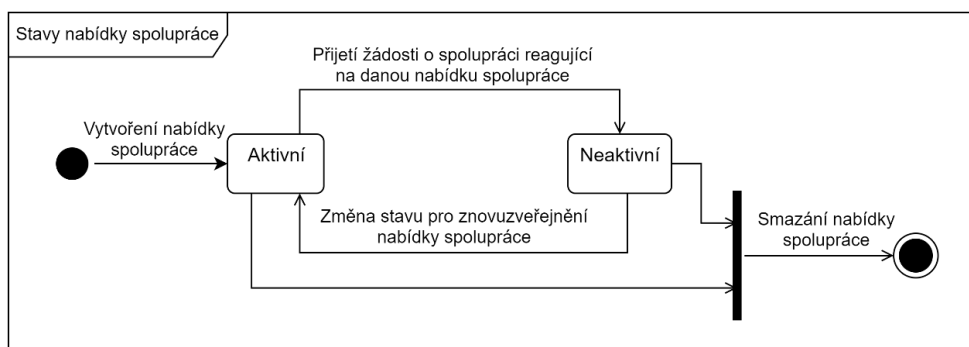 Stavy nabídky spolupráce
Přijetí žádosti o spolupráci reagující
na danou nabídku spolupráce
Vytvoření nabídky
spolupráce
Aktivní
Neaktivní
Změna stavu pro znovuzveřejnění
nabídky spolupráce
Smazání nabídky
spolupráce